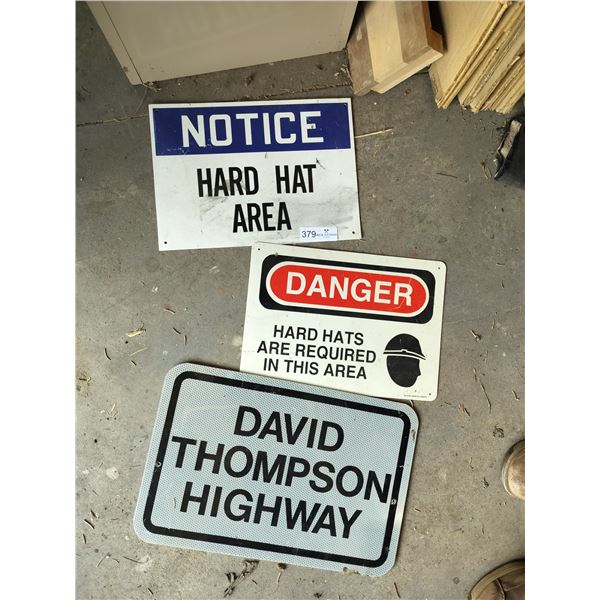 NOTICE
HARD HAT
AREA
379
DANGER
HARD HATS
ARE REQUIRED
IN THIS AREA
DAVID
THOMPSON
HIGHWAY